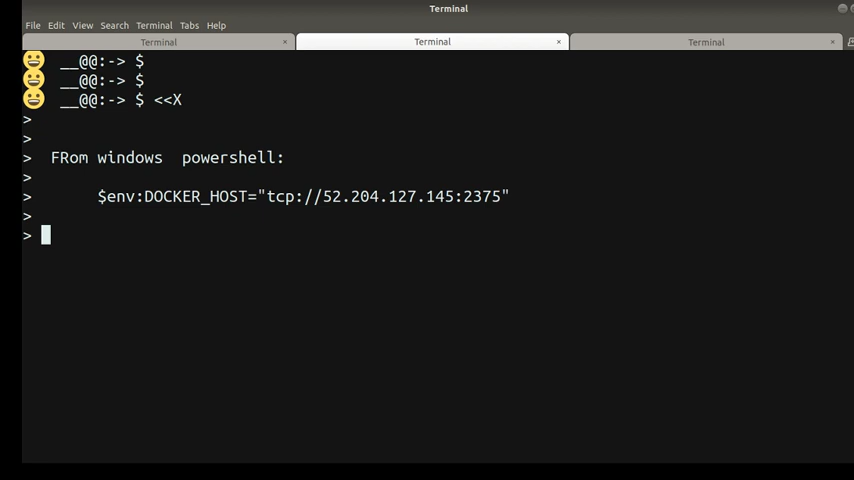 Terminal
File Edit View Search Terminal Tabs Help
Terminal × Terminal × Terminal ×
__@@:-> $
__@@:-> $
__@@:-> $ <<X
>
>
> FRom windows  powershell:
>
> $env:DOCKER_HOST="tcp://52.204.127.145:2375"
>
>